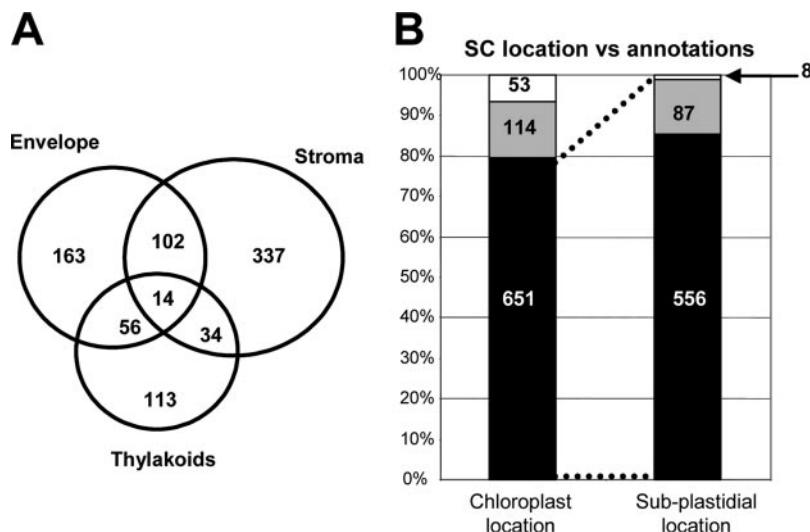 A
Envelope
Stroma
163
102
337
14
56
34
113
Thylakoids
B
SC location vs annotations
100%
53
8
90%
114
87
80%
70%
60%
50%
651
556
40%
30%
20%
10%
0%
Chloroplast
location
Sub-plastidial
location